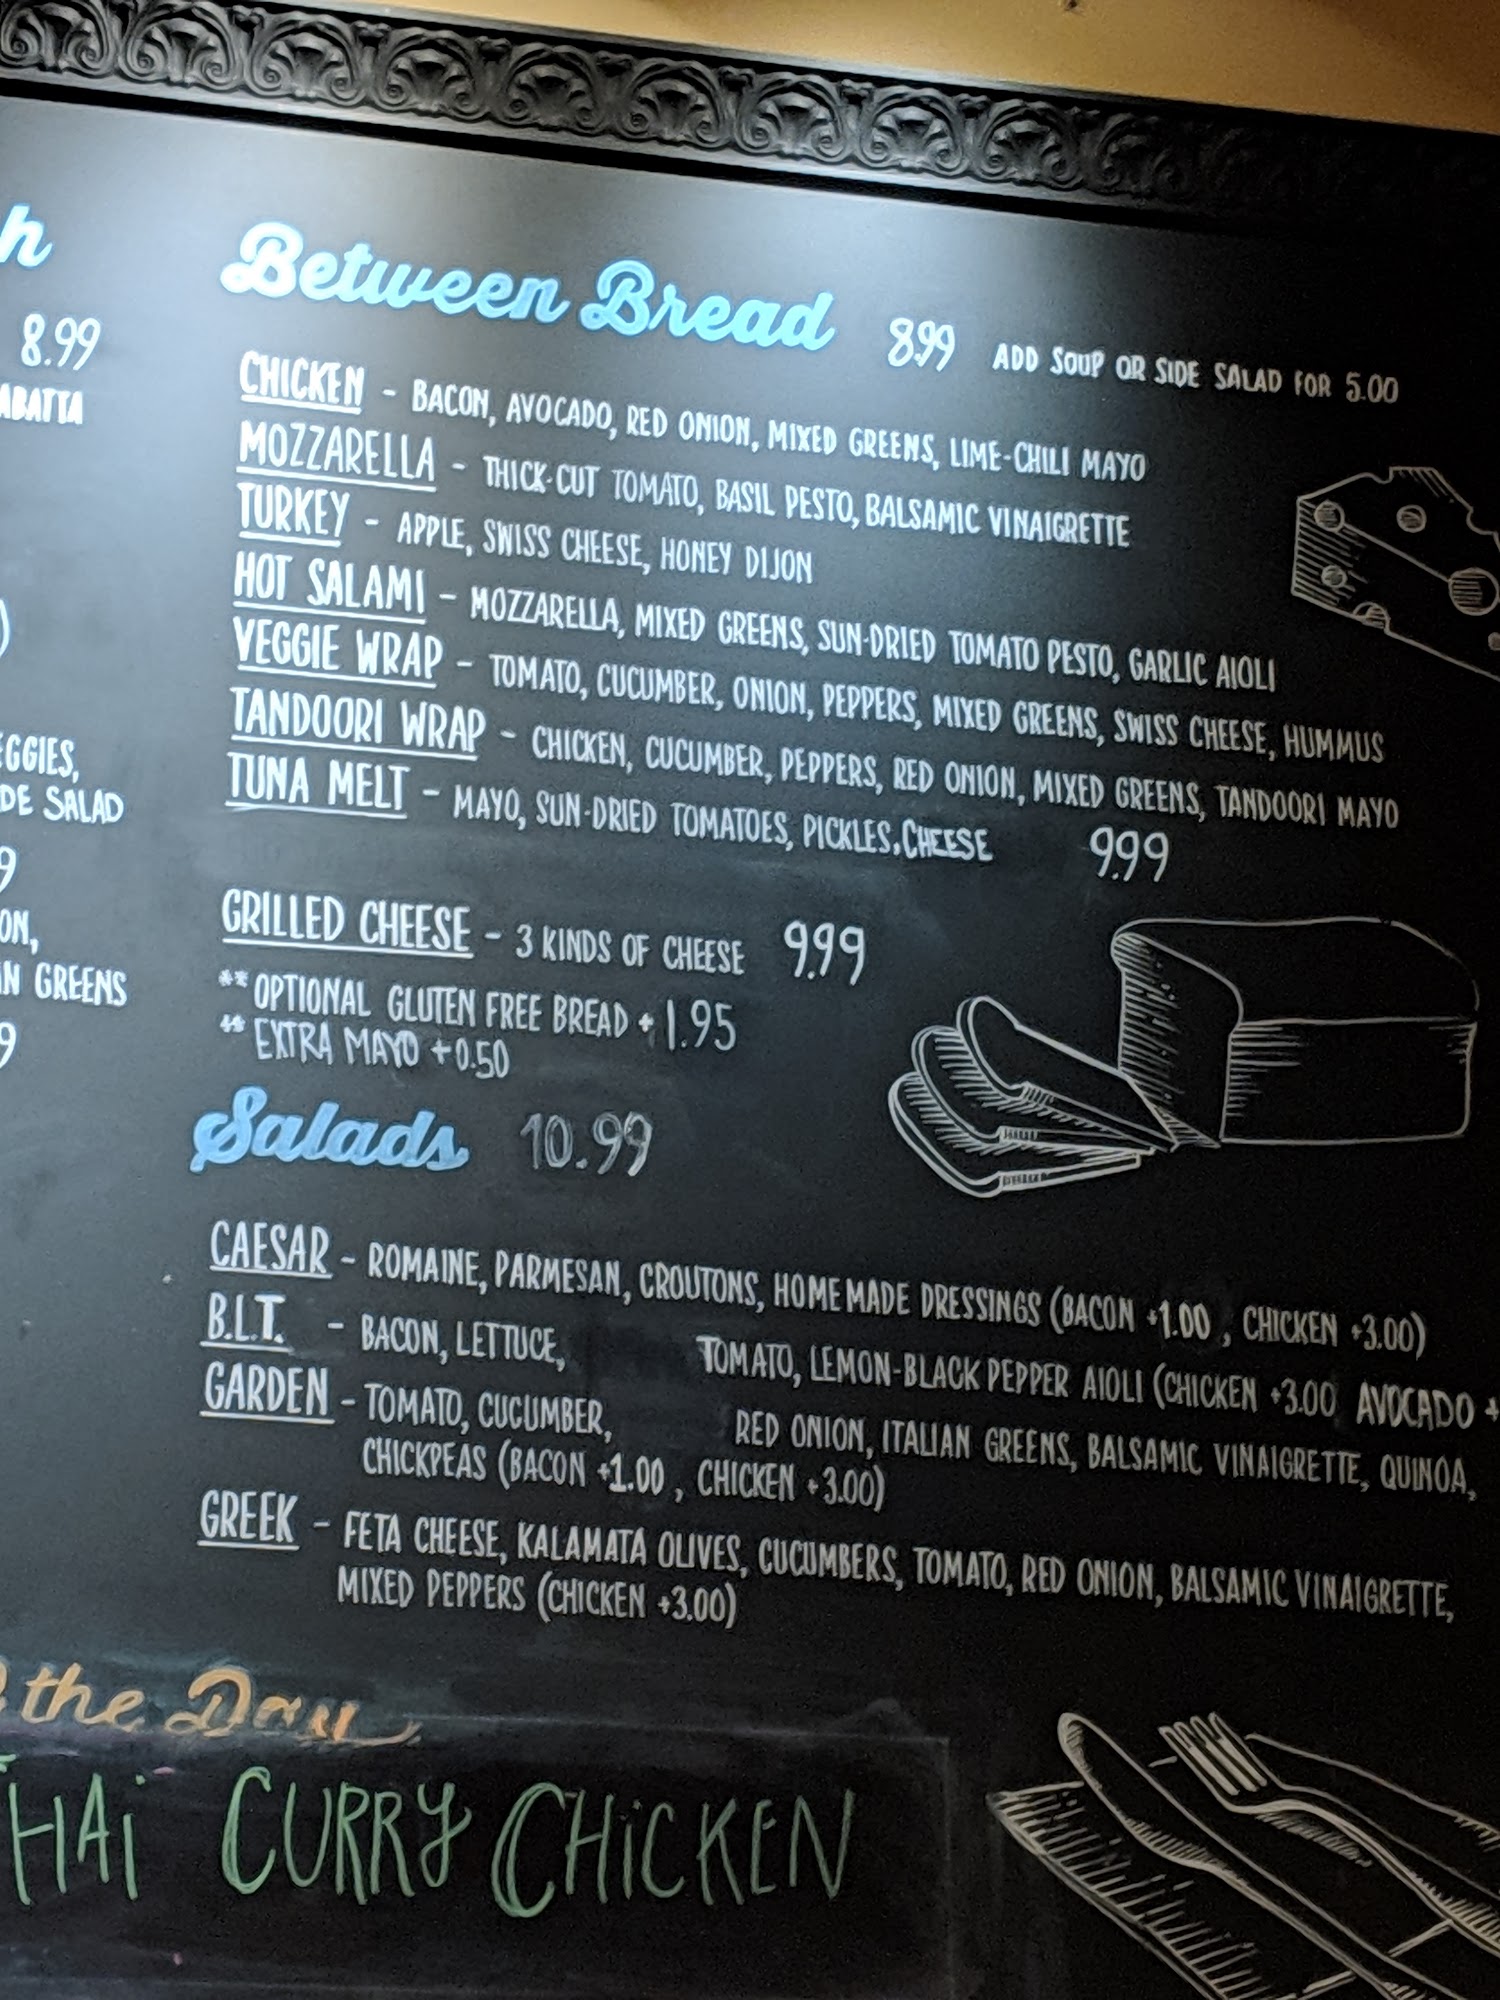 h
8.99
ABATTA
)
EGGIES,
DE SALAD
9
ON,
N GREENS
9
Between Bread 8.99 ADD SOUP OR SIDE SALAD FOR 5.00
CHICKEN - BACON, AVOCADO, RED ONION, MIXED GREENS, LIME-CHILI MAYO
MOZZARELLA - THICK-CUT TOMATO, BASIL PESTO, BALSAMIC VINAIGRETTE
TURKEY - APPLE, SWISS CHEESE, HONEY DIJON
HOT SALAMI - MOZZARELLA, MIXED GREENS, SUN-DRIED TOMATO PESTO, GARLIC AIOLI
VEGGIE WRAP - TOMATO, CUCUMBER, ONION, PEPPERS, MIXED GREENS, SWISS CHEESE, HUMMUS
TANDOORI WRAP - CHICKEN, CUCUMBER, PEPPERS, RED ONION, MIXED GREENS, TANDOORI MAYO
TUNA MELT - MAYO, SUN-DRIED TOMATOES, PICKLES, CHEESE 9.99
GRILLED CHEESE - 3 KINDS OF CHEESE 9.99
** OPTIONAL GLUTEN FREE BREAD +1.95
** EXTRA MAYO +0.50
Salads 10.99
CAESAR - ROMAINE, PARMESAN, CROUTONS, HOMEMADE DRESSINGS (BACON +1.00 , CHICKEN +3.00)
B.L.T. - BACON, LETTUCE, TOMATO, LEMON-BLACK PEPPER AIOLI (CHICKEN +3.00 AVOCADO +
GARDEN - TOMATO, CUCUMBER, RED ONION, ITALIAN GREENS, BALSAMIC VINAIGRETTE, QUINOA,
CHICKPEAS (BACON +1.00 , CHICKEN +3.00)
GREEK - FETA CHEESE, KALAMATA OLIVES, CUCUMBERS, TOMATO, RED ONION, BALSAMIC VINAIGRETTE,
MIXED PEPPERS (CHICKEN +3.00)
the Day
THAI CURRY CHICKEN